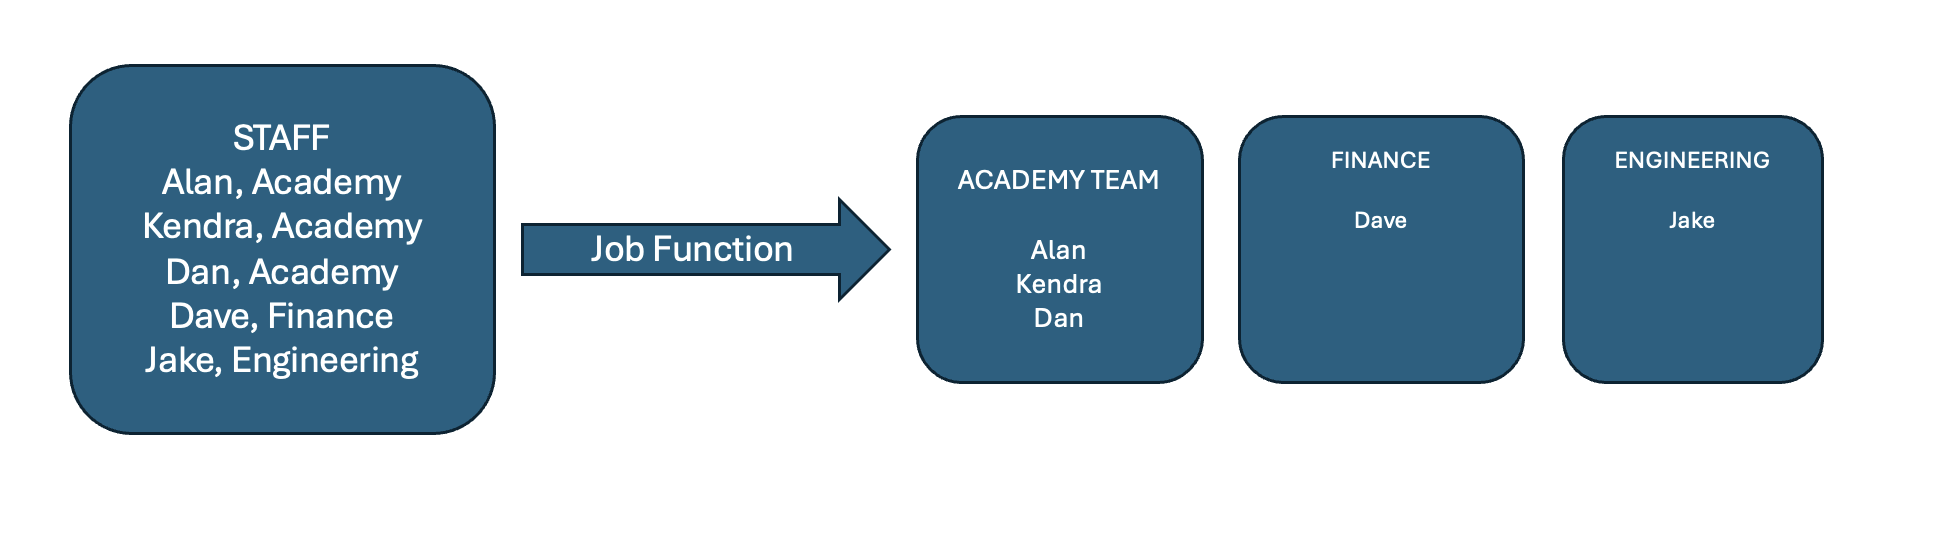 STAFF
Alan, Academy
Kendra, Academy
Dan, Academy
Dave, Finance
Jake, Engineering
Job Function
ACADEMY TEAM
Alan
Kendra
Dan
FINANCE
Dave
ENGINEERING
Jake